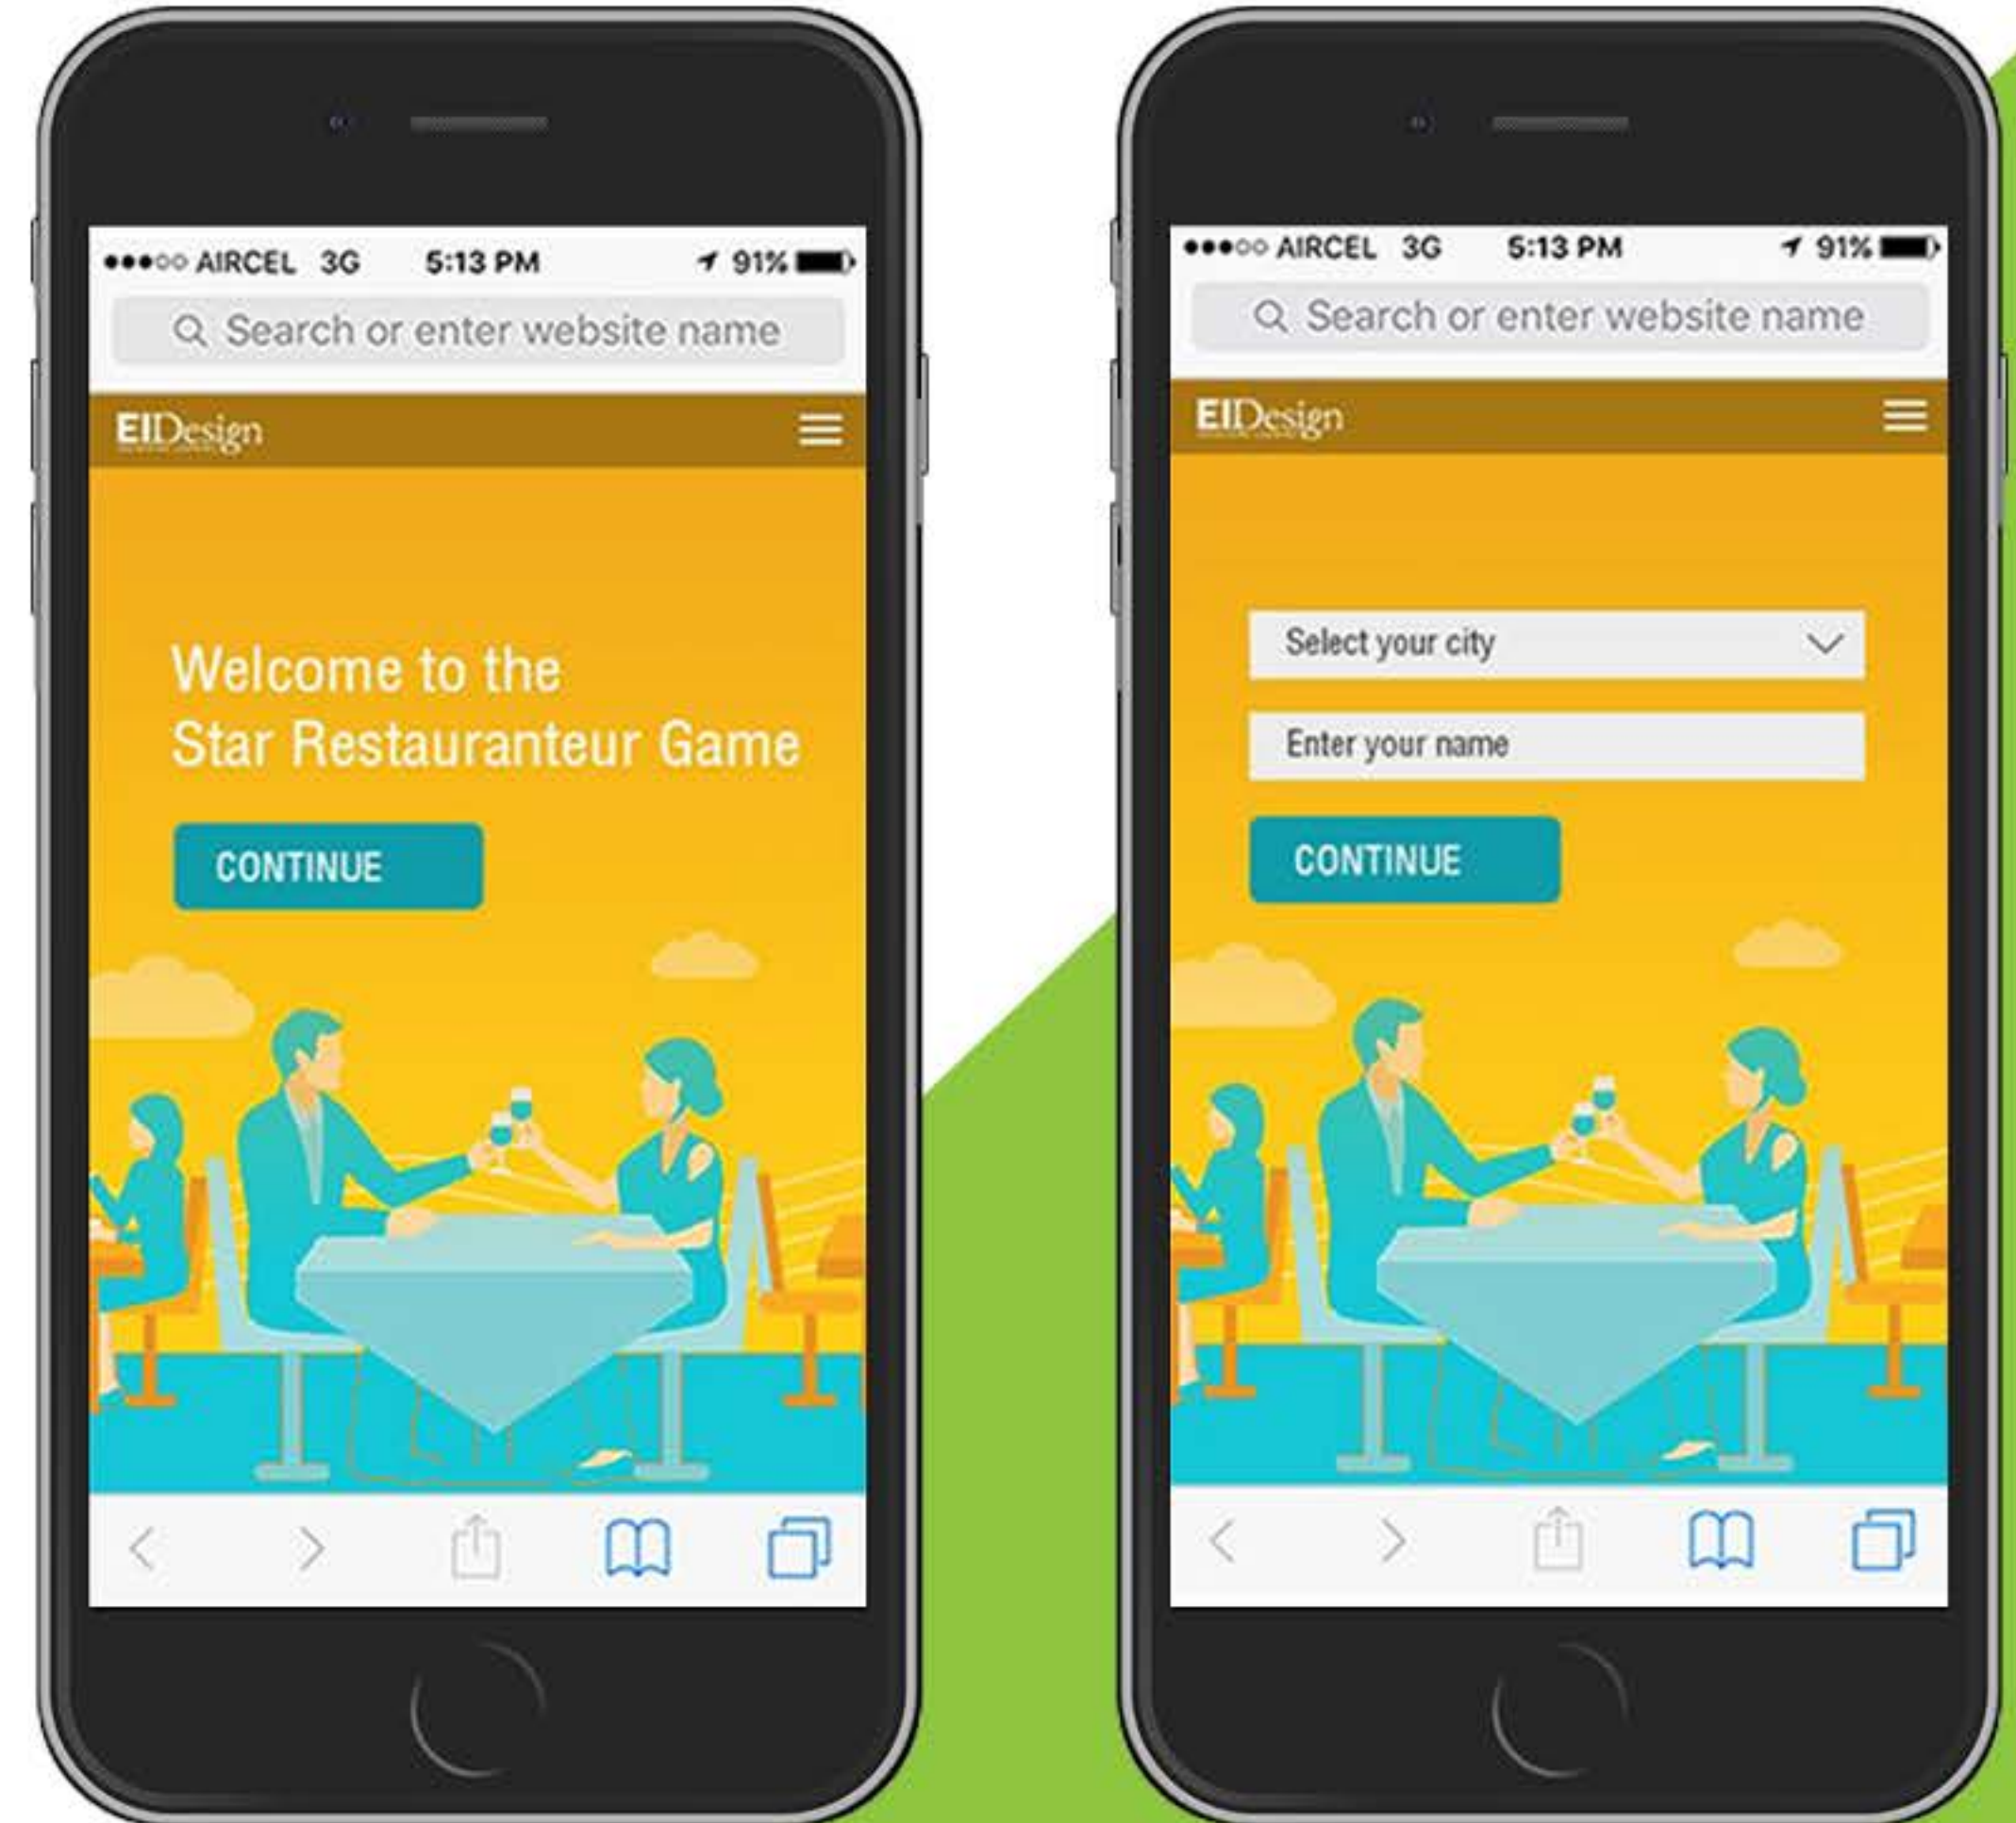 AIRCEL 3G 5:13 PM 91%
Search or enter website name
EIDesign
Welcome to the
Star Restauranteur Game
CONTINUE
AIRCEL 3G 5:13 PM 91%
Search or enter website name
EIDesign
Select your city
Enter your name
CONTINUE